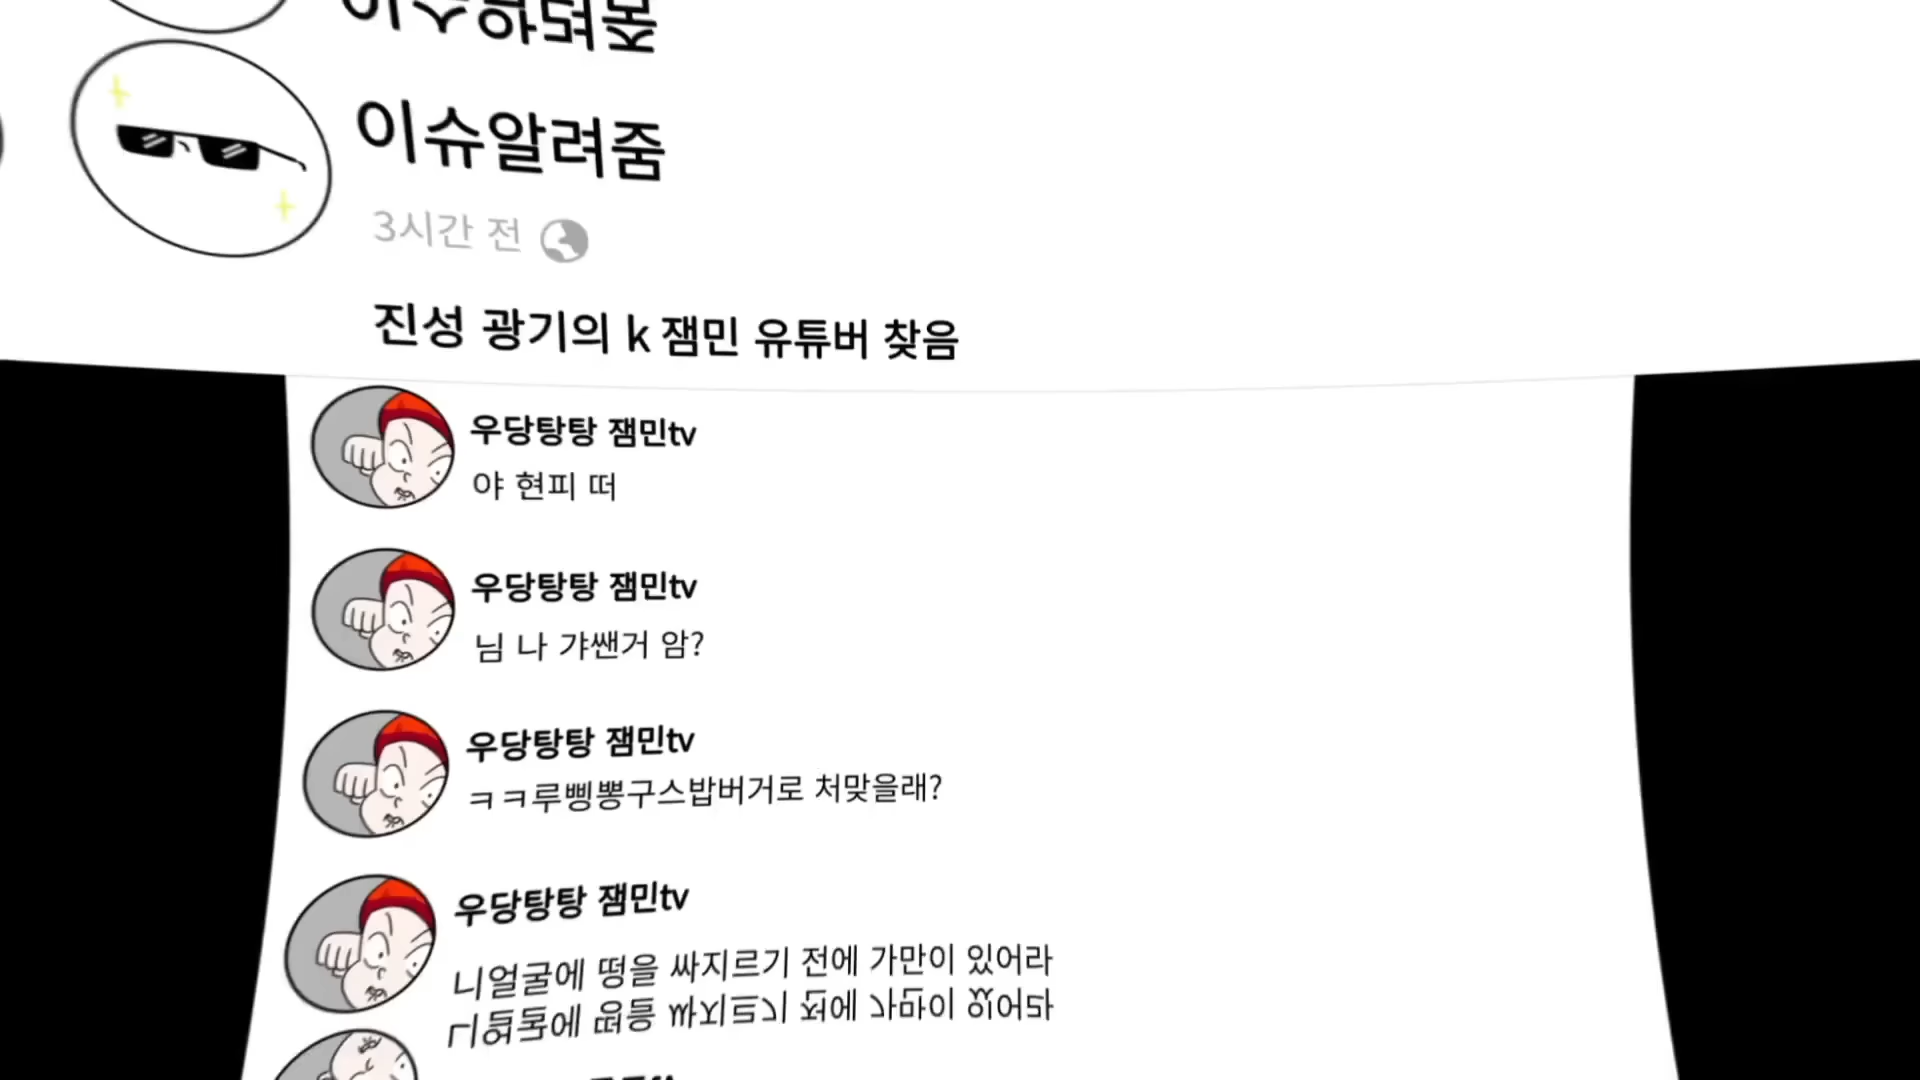 이슈알려줌
이슈알려줌
3시간 전
진성 광기의 k 잼민 유튜버 찾음
우당탕탕 잼민tv
야 현피 떠
우당탕탕 잼민tv
님 나 갸쌘거 암?
우당탕탕 잼민tv
ㅋㅋ루삥뽕구스밥버거로 처맞을래?
우당탕탕 잼민tv
니얼굴에 떵을 싸지르기 전에 가만이 있어라